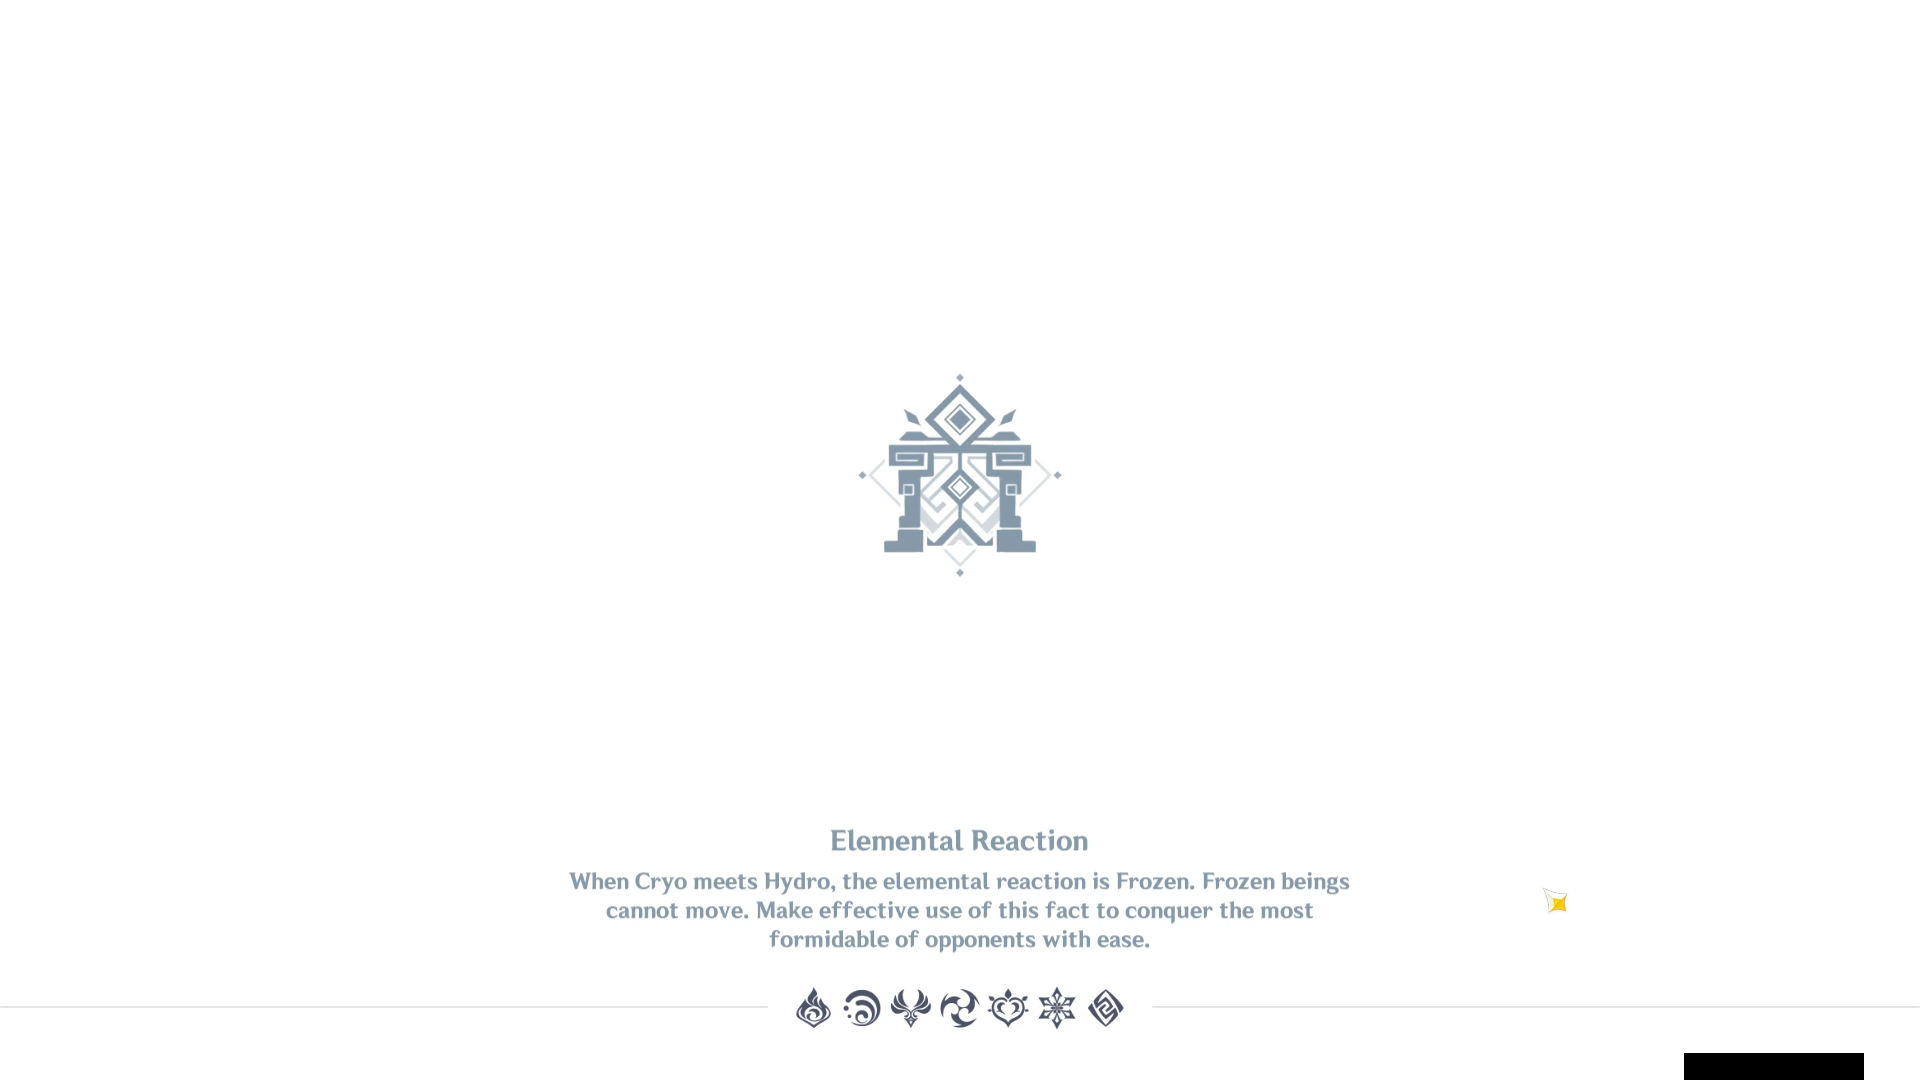 Elemental Reaction
When Cryo meets Hydro, the elemental reaction is Frozen. Frozen beings
cannot move. Make effective use of this fact to conquer the most
formidable of opponents with ease.